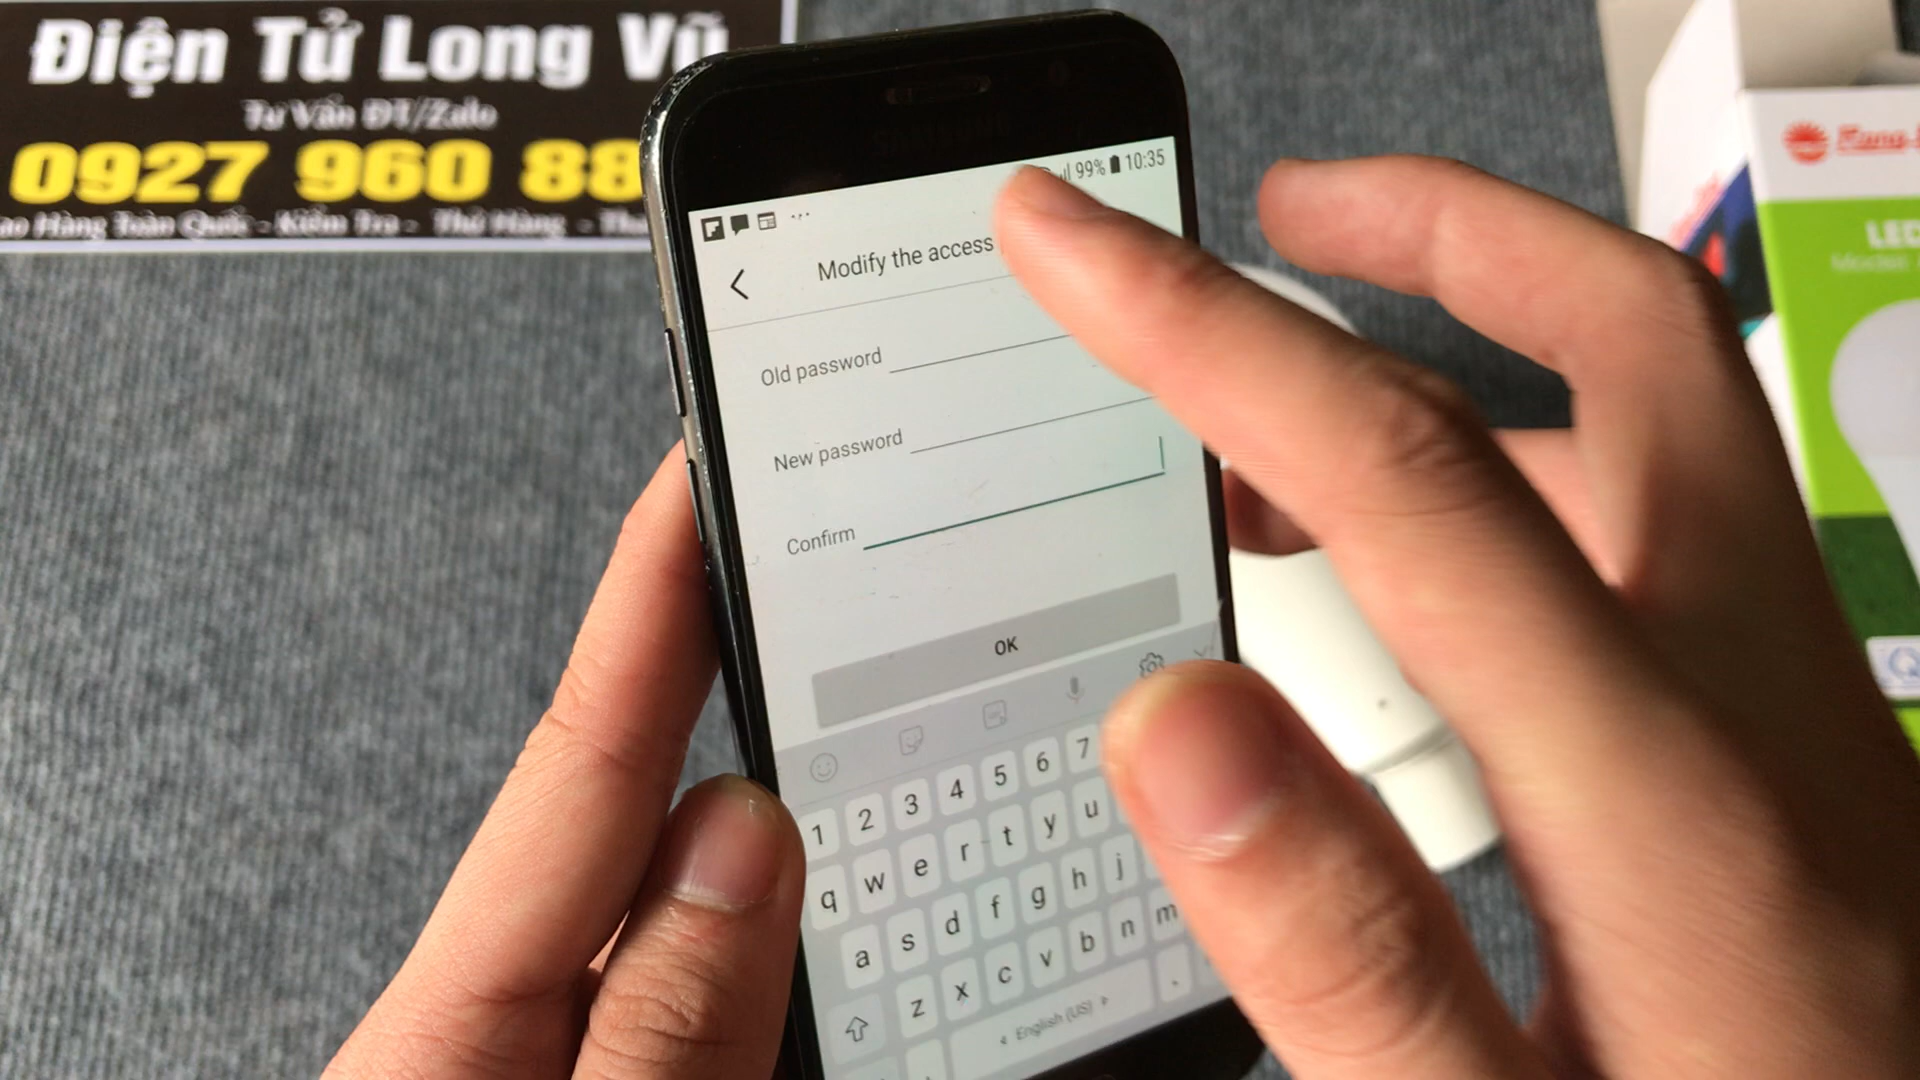 Điện Tử Long Vũ
Tư Vấn ĐT/Zalo
0927 960 88
Hàng Toàn Quốc - Kiểm Tra - Thử Hàng -
SAMSUNG
99% 10:35
Modify the access
Old password
New password
Confirm
OK
1 2 3 4 5 6 7
q w e r t y u
a s d f g h j
z x c v b n m
English (US)
LED